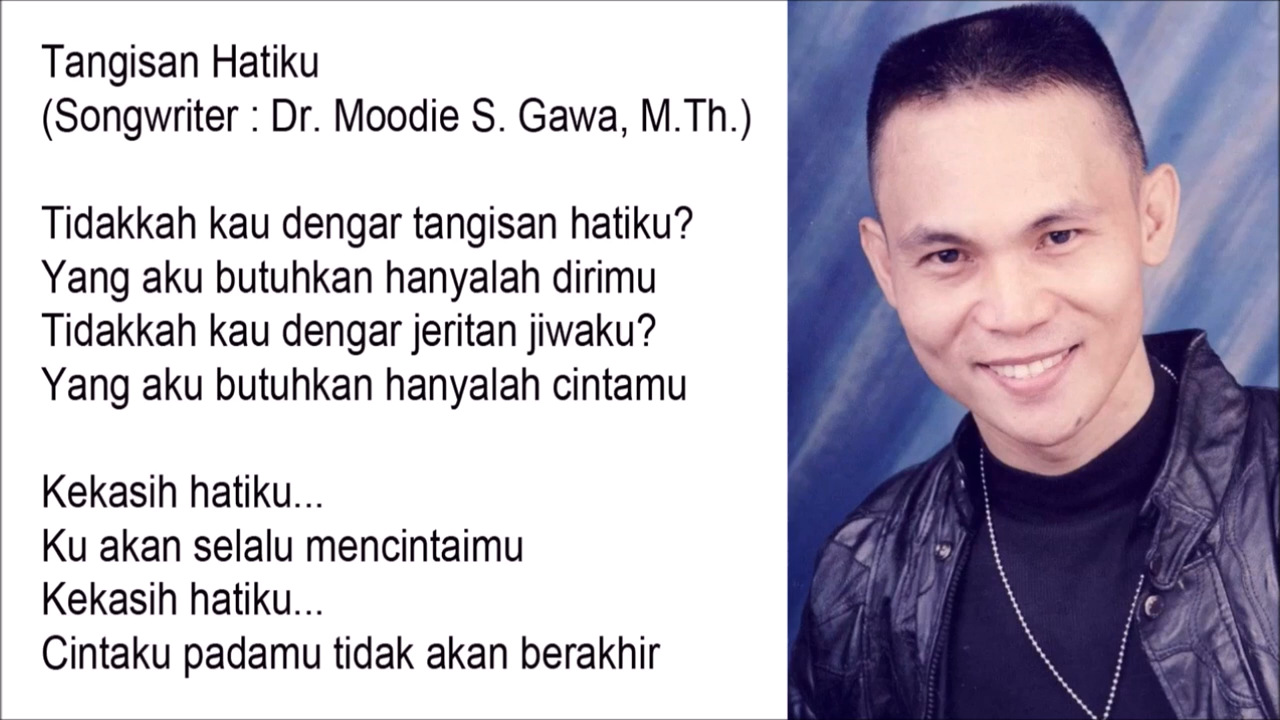 Tangisan Hatiku
(Songwriter : Dr. Moodie S. Gawa, M.Th.)
Tidakkah kau dengar tangisan hatiku?
Yang aku butuhkan hanyalah dirimu
Tidakkah kau dengar jeritan jiwaku?
Yang aku butuhkan hanyalah cintamu
Kekasih hatiku...
Ku akan selalu mencintaimu
Kekasih hatiku...
Cintaku padamu tidak akan berakhir